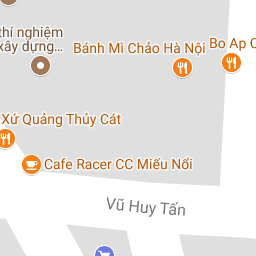 thí nghiệm
xây dựng...
Bánh Mì Chảo Hà Nội
Bo Ap C
Xứ Quảng Thủy Cát
Cafe Racer CC Miếu Nổi
Vũ Huy Tấn